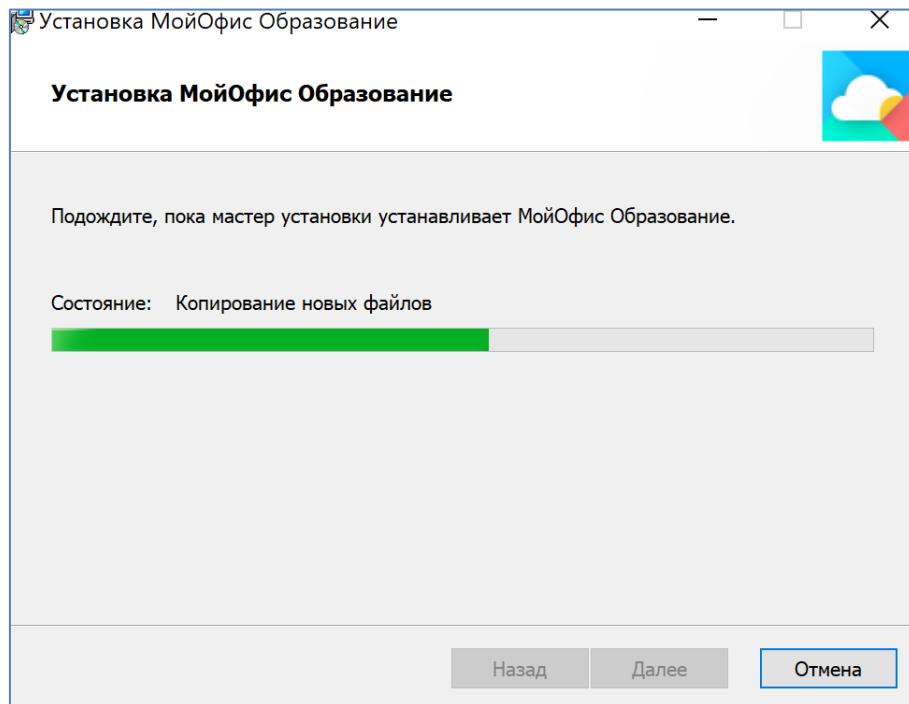 Установка МойОфис Образование
Установка МойОфис Образование
Подождите, пока мастер установки устанавливает МойОфис Образование.
Состояние: Копирование новых файлов
Назад Далее Отмена